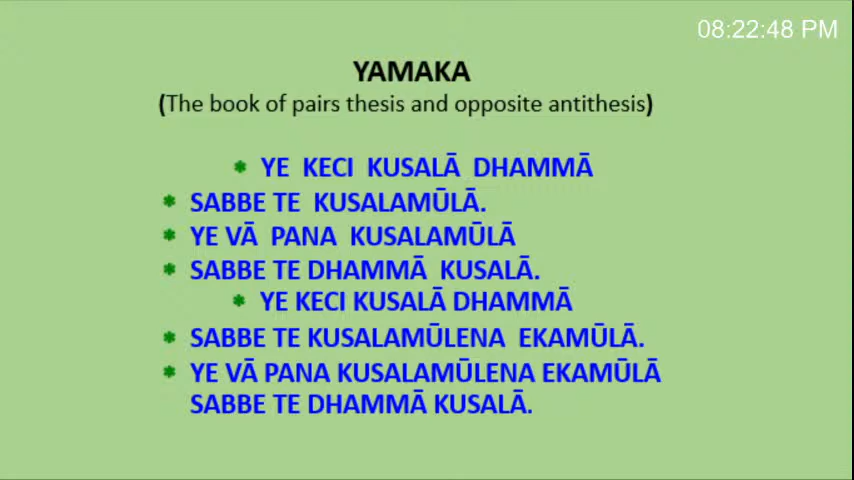 08:22:48 PM
YAMAKA
(The book of pairs thesis and opposite antithesis)
YE KECI KUSALĀ DHAMMĀ
SABBE TE KUSALAMŪLĀ.
YE VĀ PANA KUSALAMŪLĀ
SABBE TE DHAMMĀ KUSALĀ.
YE KECI KUSALĀ DHAMMĀ
SABBE TE KUSALAMŪLENA EKAMŪLĀ.
YE VĀ PANA KUSALAMŪLENA EKAMŪLĀ
SABBE TE DHAMMĀ KUSALĀ.